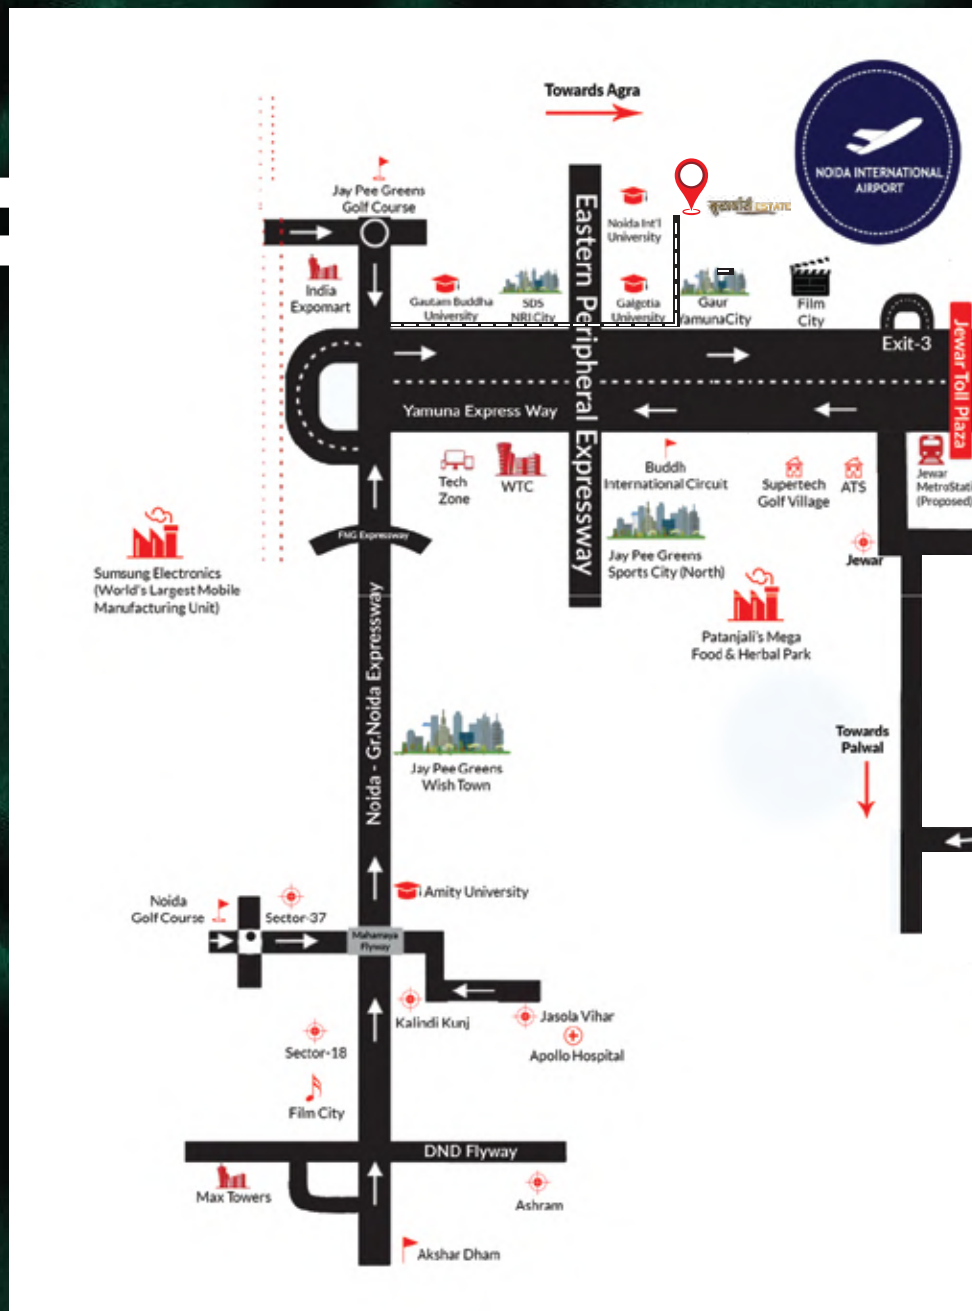 Towards Agra
NOIDA INTERNATIONAL
AIRPORT
Jay Pee Greens
Golf Course
Noida Int'l
University
ESTATE
India
Expomart
Gautam Buddha
University
SDS
NRI City
Galgotia
University
Gaur
YamunaCity
Film
City
Exit-3
Jewar Toll Plaza
Eastern Peripheral Expressway
Yamuna Express Way
Tech
Zone
WTC
Buddh
International Circuit
Supertech
Golf Village
ATS
Jewar
MetroStati
(Proposed)
FNG Expressway
Jay Pee Greens
Sports City (North)
Jewar
Sumsung Electronics
(World's Largest Mobile
Manufacturing Unit)
Patanjali's Mega
Food & Herbal Park
Noida - Gr.Noida Expressway
Towards
Palwal
Jay Pee Greens
Wish Town
Amity University
Noida
Golf Course
Sector-37
Mahamaya
Flyway
Kalindi Kunj
Jasola Vihar
Apollo Hospital
Sector-18
Film City
DND Flyway
Max Towers
Ashram
Akshar Dham